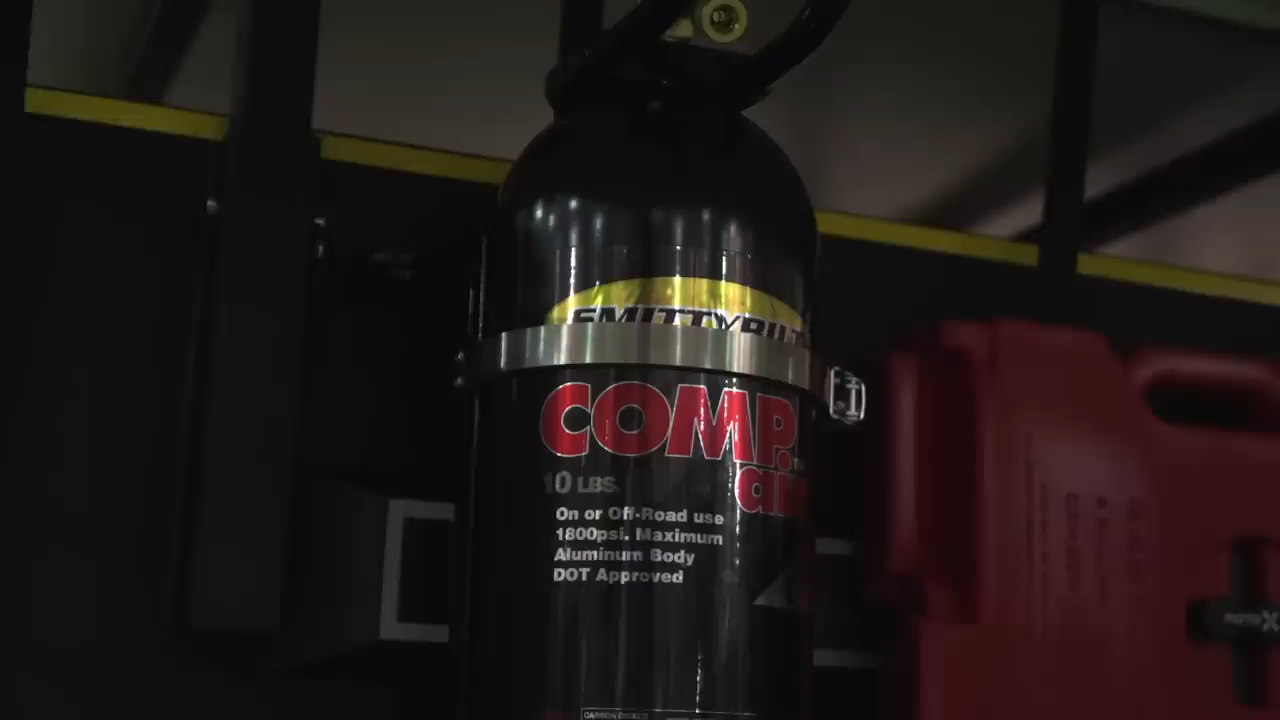 SMITTYBILT
COMP.
air
10 LBS.
On or Off-Road use
1800psi. Maximum
Aluminum Body
DOT Approved